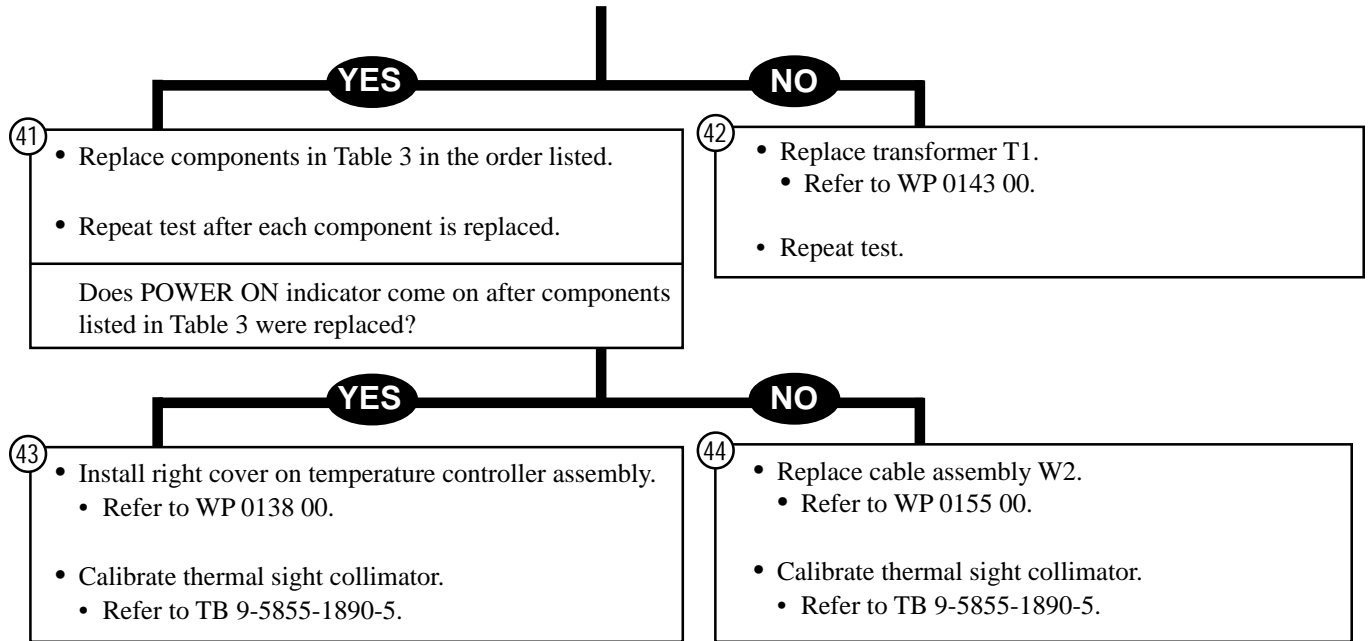 YES
NO
41
• Replace components in Table 3 in the order listed.
• Repeat test after each component is replaced.
Does POWER ON indicator come on after components
listed in Table 3 were replaced?
42
• Replace transformer T1.
• Refer to WP 0143 00.
• Repeat test.
YES
NO
43
• Install right cover on temperature controller assembly.
• Refer to WP 0138 00.
• Calibrate thermal sight collimator.
• Refer to TB 9-5855-1890-5.
44
• Replace cable assembly W2.
• Refer to WP 0155 00.
• Calibrate thermal sight collimator.
• Refer to TB 9-5855-1890-5.